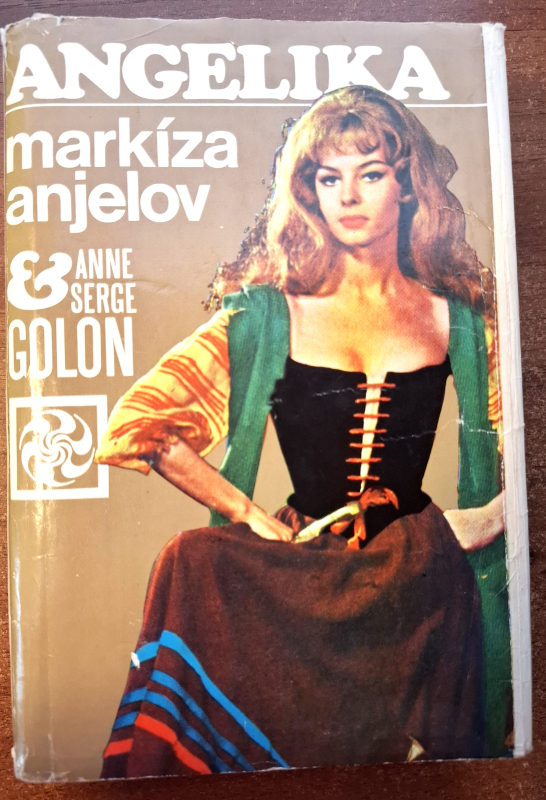 ANGELIKA
markíza
anjelov
& ANNE
SERGE
GOLON